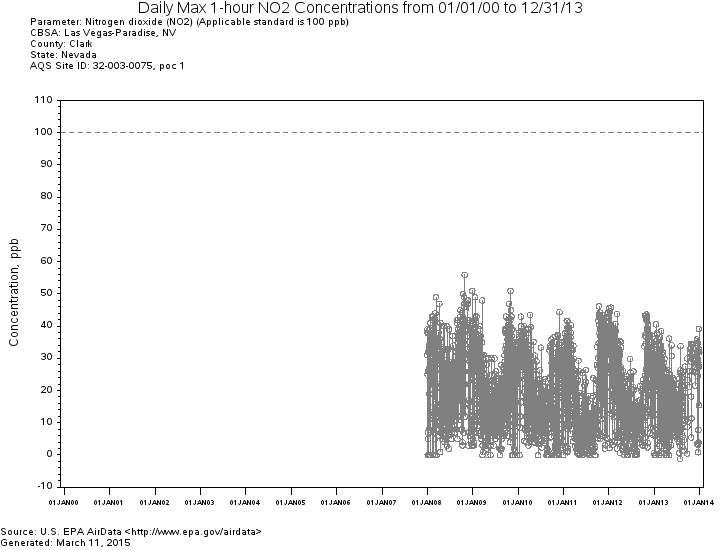 Daily Max 1-hour NO2 Concentrations from 01/01/00 to 12/31/13
Parameter: Nitrogen dioxide (NO2) (Applicable standard is 100 ppb)
CBSA: Las Vegas-Paradise, NV
County: Clark
State: Nevada
AQS Site ID: 32-003-0075, poc 1
110
100
90
80
70
60
50
40
30
20
10
0
-10
Concentration, ppb
01JAN00 01JAN01 01JAN02 01JAN03 01JAN04 01JAN05 01JAN06 01JAN07 01JAN08 01JAN09 01JAN10 01JAN11 01JAN12 01JAN13 01JAN14
Source: U.S. EPA AirData <http://www.epa.gov/airdata>
Generated: March 11, 2015